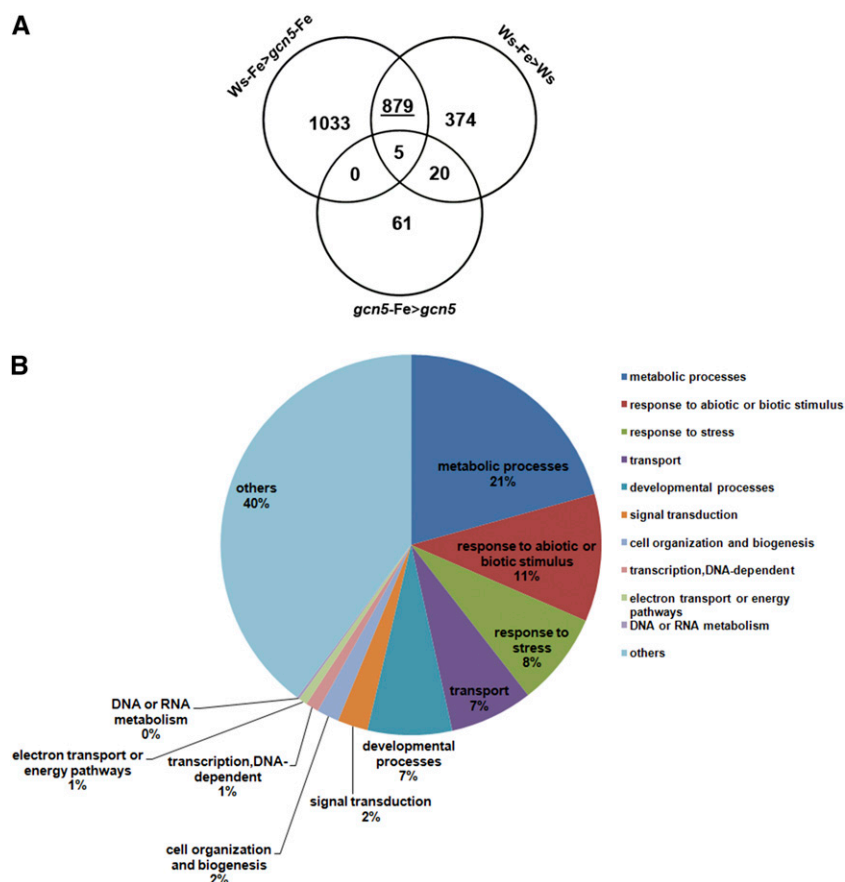 A
Ws-Fe>gcn5-Fe
Ws-Fe>Ws
1033
879
374
5
0
20
61
gcn5-Fe>gcn5
B
others
40%
metabolic processes
21%
response to abiotic or
biotic stimulus
11%
response to
stress
8%
transport
7%
developmental
processes
7%
signal transduction
2%
cell organization
and biogenesis
2%
transcription,DNA-
dependent
1%
electron transport or
energy pathways
1%
DNA or RNA
metabolism
0%
metabolic processes
response to abiotic or biotic stimulus
response to stress
transport
developmental processes
signal transduction
cell organization and biogenesis
transcription,DNA-dependent
electron transport or energy
pathways
DNA or RNA metabolism
others